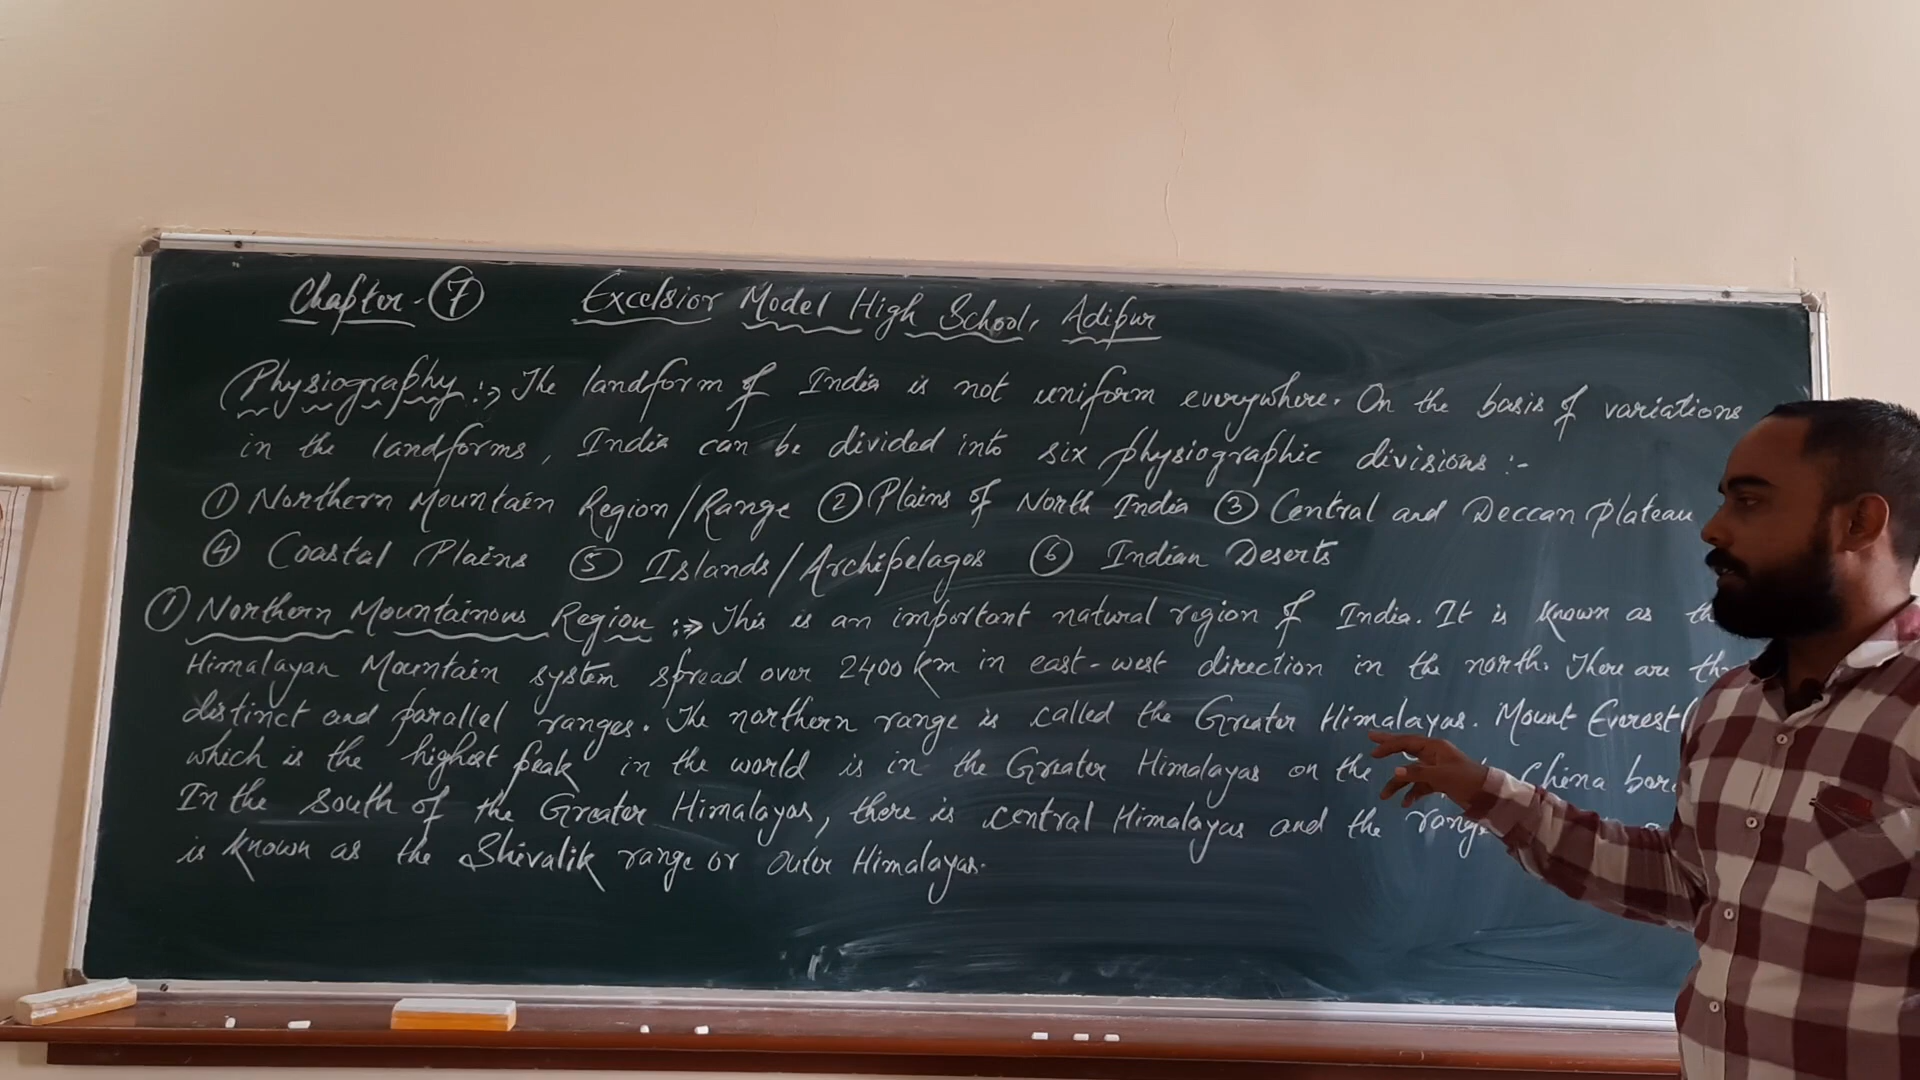 Chapter - 7 Excelsior Model High School, Adipur
Physiography :-> The landform of India is not uniform everywhere. On the basis of variations
in the landforms, India can be divided into six physiographic divisions :-
① Northern Mountain Region/Range ② Plains of North India ③ Central and Deccan plateau
④ Coastal Plains ⑤ Islands/Archipelagos ⑥ Indian Deserts
① Northern Mountainous Region :=> This is an important natural region of India. It is known as
Himalayan Mountain system spread over 2400 km in east-west direction in the north. There are
distinct and parallel ranges. The northern range is called the Greater Himalayas. Mount Everest
which is the highest peak in the world is in the Greater Himalayas on the China
In the south of the Greater Himalayas, there is central Himalayas and the range
is known as the Shivalik range or outer Himalayas.